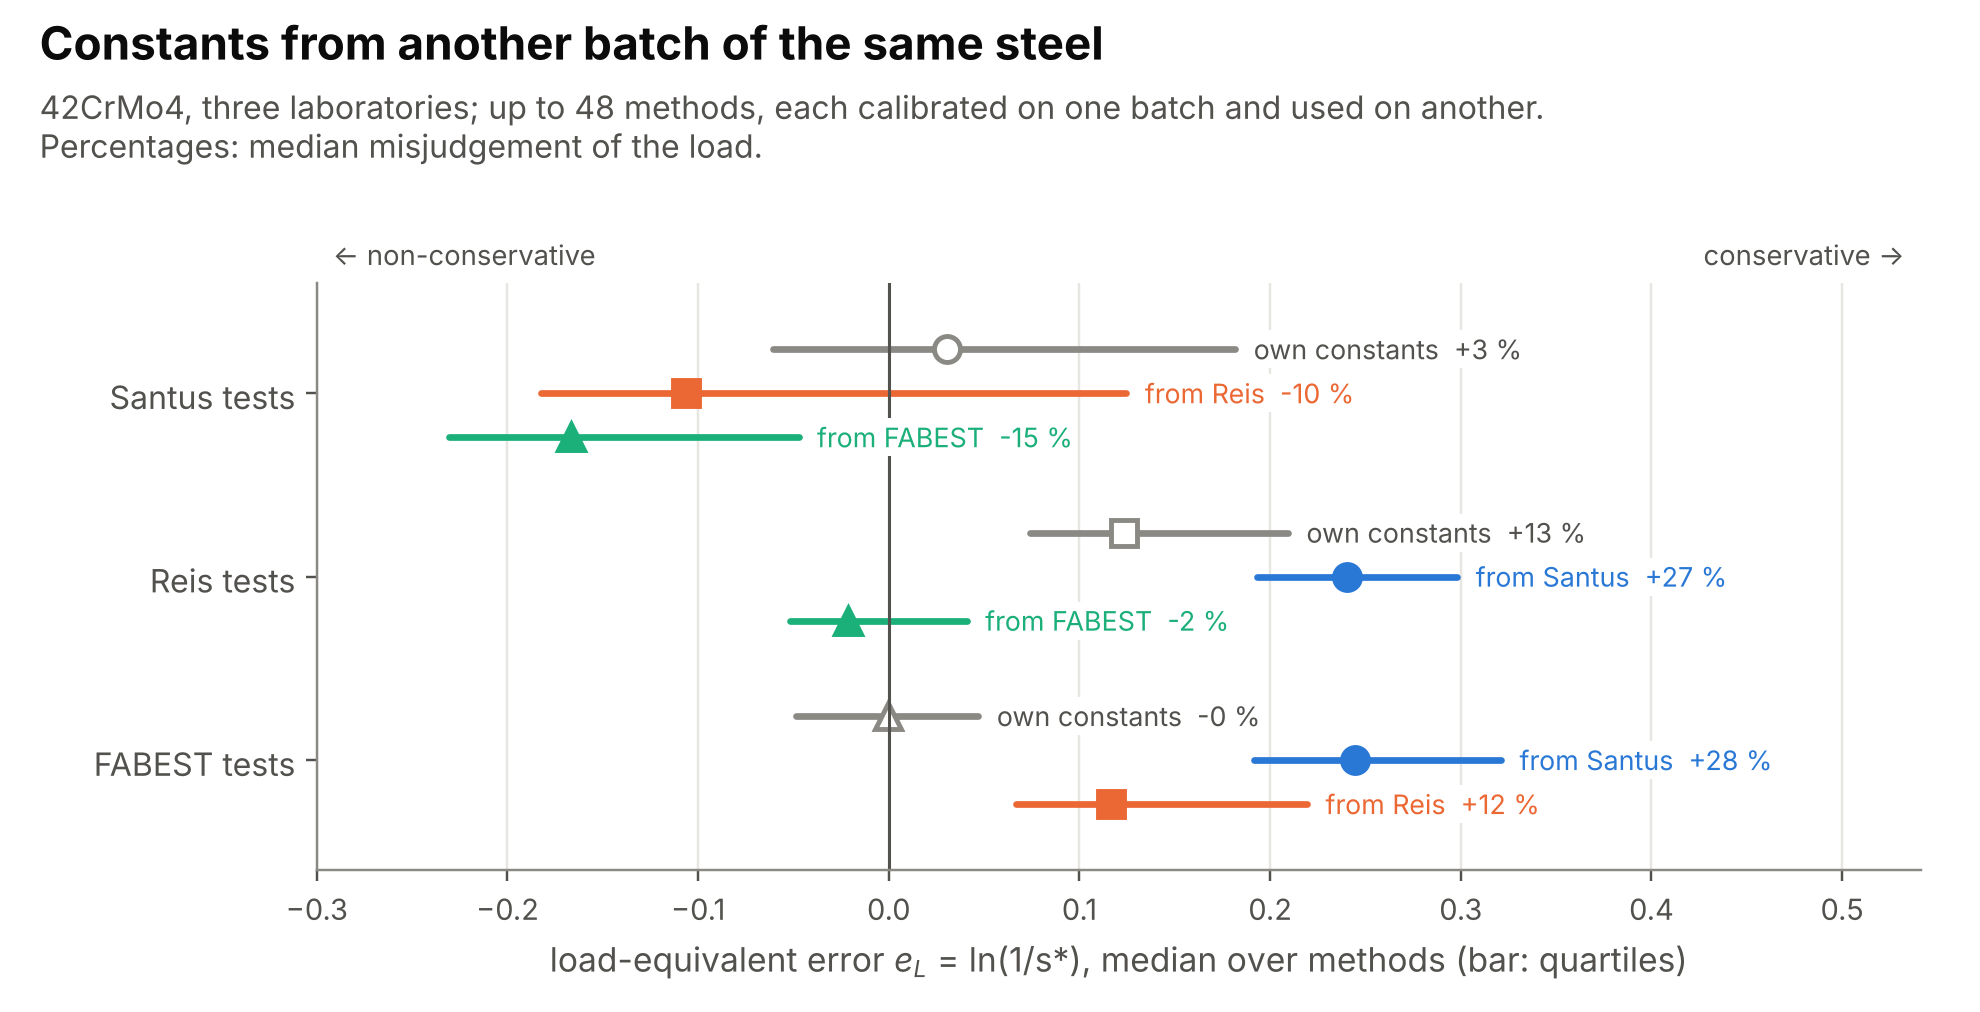 Constants from another batch of the same steel
42CrMo4, three laboratories; up to 48 methods, each calibrated on one batch and used on another.
Percentages: median misjudgement of the load.
← non-conservative
conservative →
own constants +3 %
Santus tests
from Reis -10 %
from FABEST -15 %
own constants +13 %
Reis tests
from Santus +27 %
from FABEST -2 %
own constants -0 %
FABEST tests
from Santus +28 %
from Reis +12 %
−0.3 −0.2 −0.1 0.0 0.1 0.2 0.3 0.4 0.5
load-equivalent error e_L = ln(1/s*), median over methods (bar: quartiles)